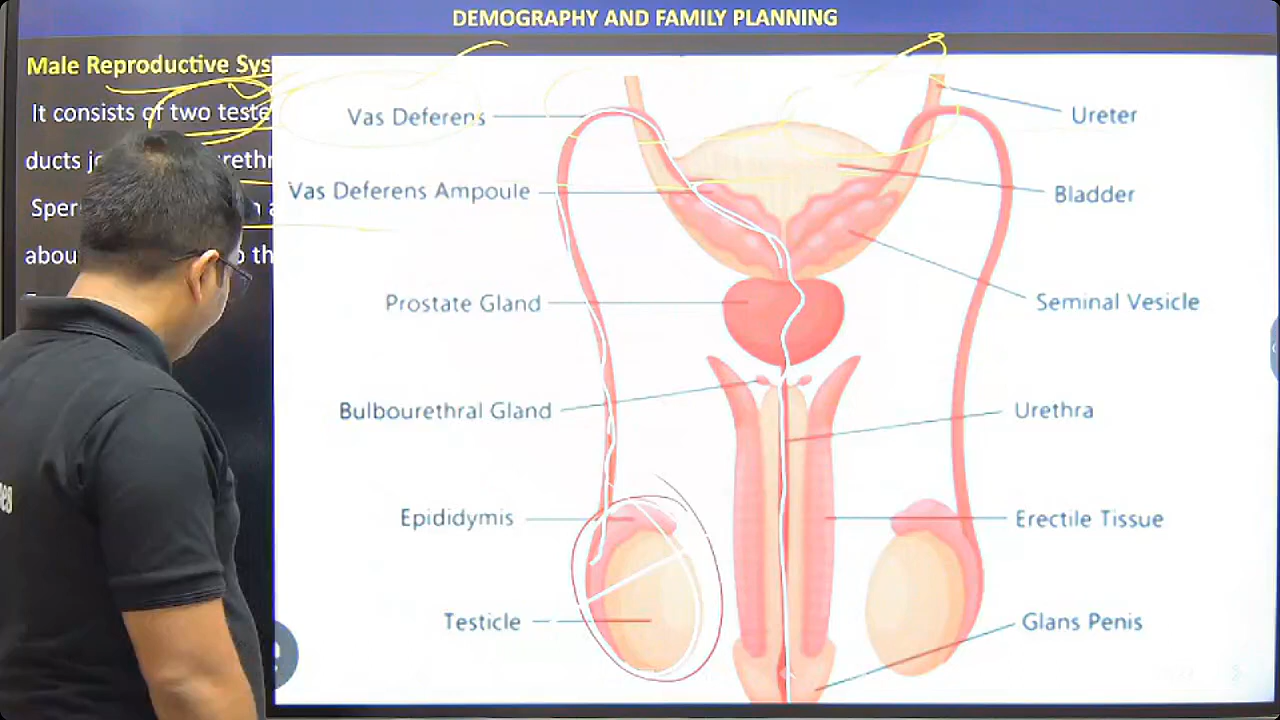 DEMOGRAPHY AND FAMILY PLANNING
Male Reproductive Sys
It consists of two teste
ducts j urethr
Sper
abou
Vas Deferens
Vas Deferens Ampoule
Prostate Gland
Bulbourethral Gland
Epididymis
Testicle
Ureter
Bladder
Seminal Vesicle
Urethra
Erectile Tissue
Glans Penis